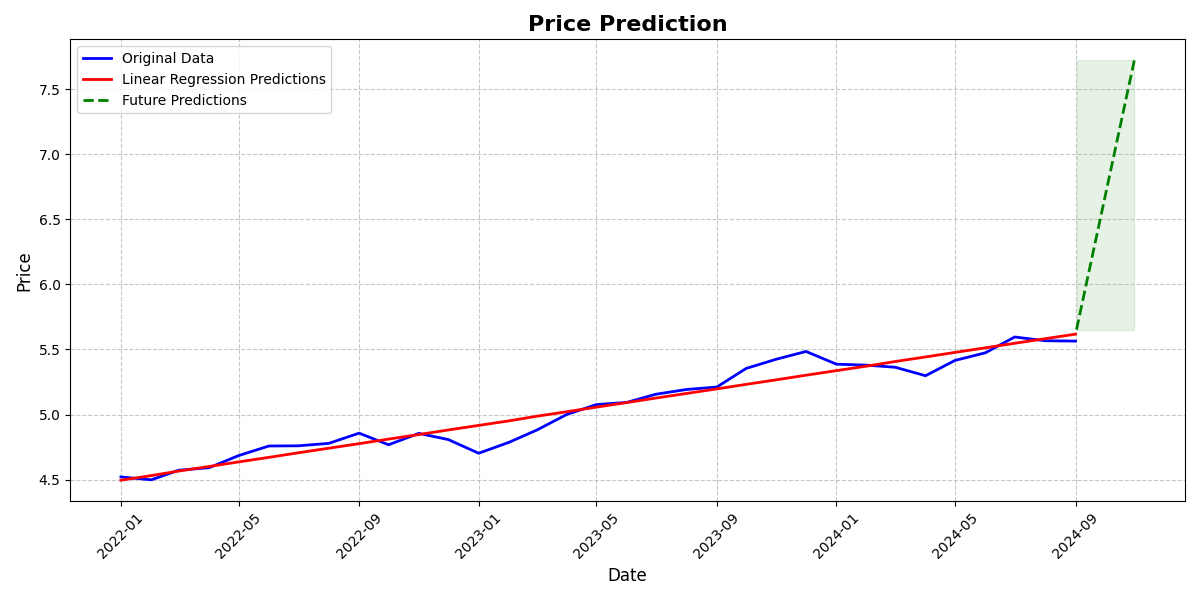 Price Prediction
Original Data
Linear Regression Predictions
Future Predictions
Price
7.5
7.0
6.5
6.0
5.5
5.0
4.5
2022-01
2022-05
2022-09
2023-01
2023-05
2023-09
2024-01
2024-05
2024-09
Date